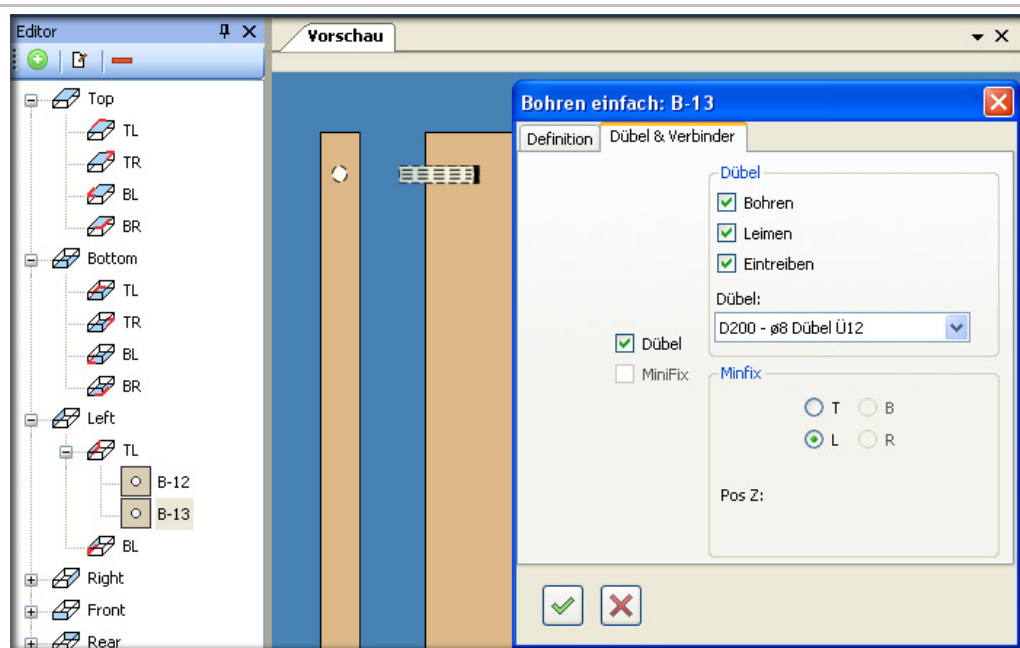 Editor
Top
TL
TR
BL
BR
Bottom
TL
TR
BL
BR
Left
TL
B-12
B-13
BL
Right
Front
Rear
Vorschau
Bohren einfach: B-13
Definition
Dübel & Verbinder
Dübel
MiniFix
Dübel
Bohren
Leimen
Eintreiben
Dübel:
D200 - ø8 Dübel Ü12
Minfix
T B
L R
Pos Z: